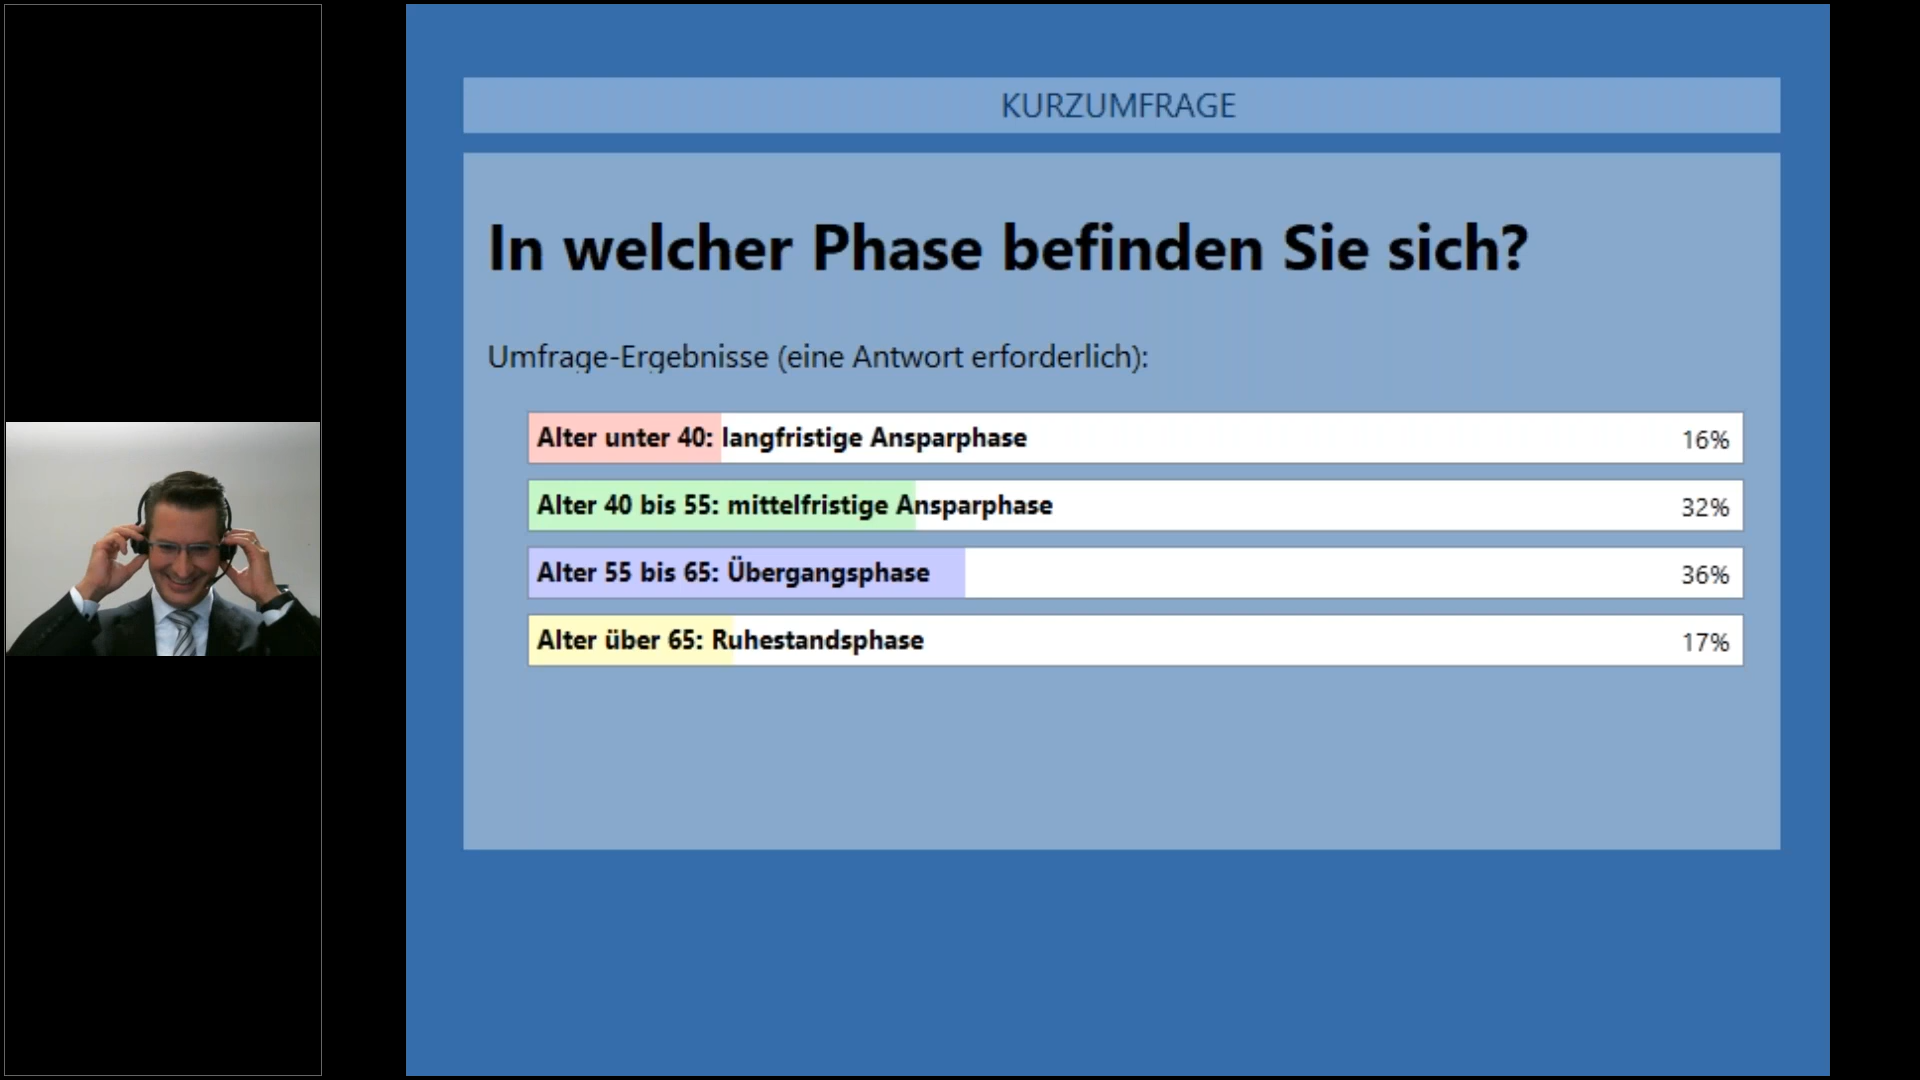 KURZUMFRAGE
In welcher Phase befinden Sie sich?
Umfrage-Ergebnisse (eine Antwort erforderlich):
Alter unter 40: langfristige Ansparphase 16%
Alter 40 bis 55: mittelfristige Ansparphase 32%
Alter 55 bis 65: Übergangsphase 36%
Alter über 65: Ruhestandsphase 17%